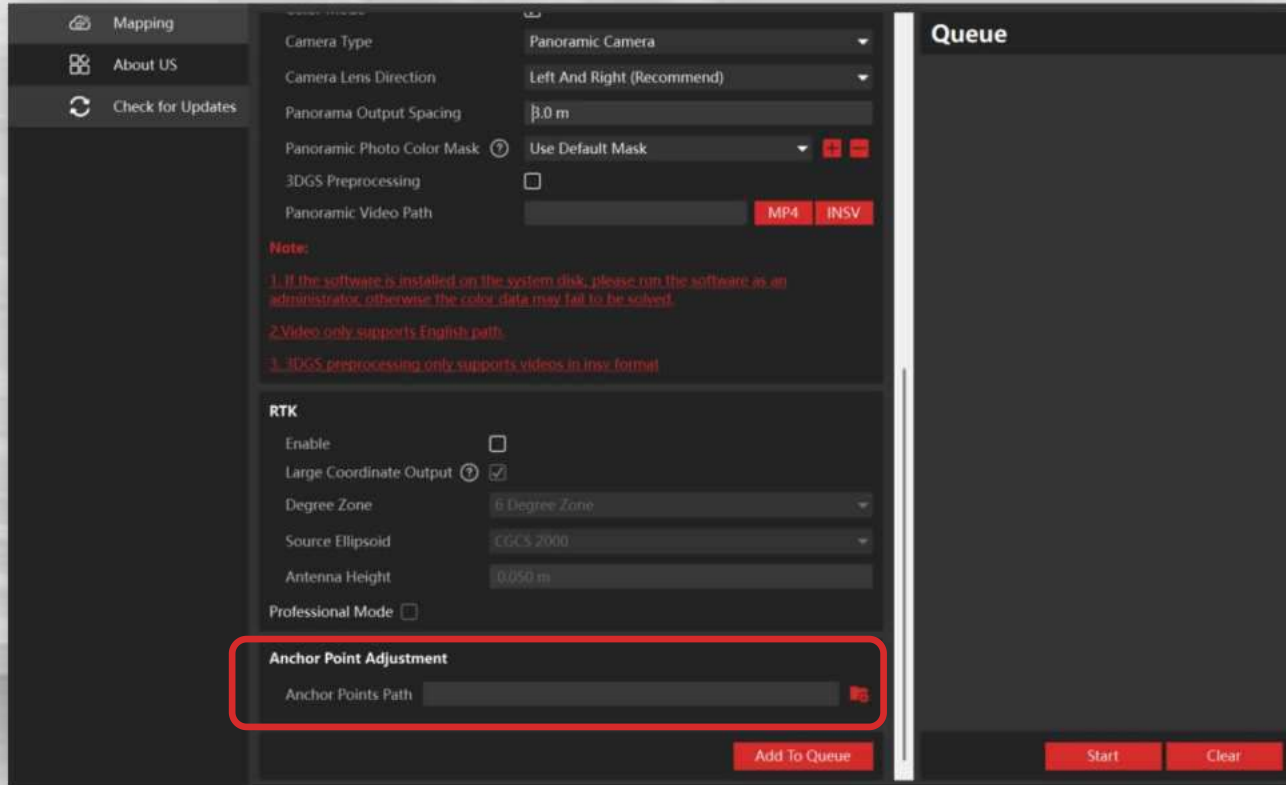 Mapping
About US
Check for Updates
Color Mode
Camera Type
Panoramic Camera
Camera Lens Direction
Left And Right (Recommend)
Panorama Output Spacing
3.0 m
Panoramic Photo Color Mask ?
Use Default Mask
3DGS Preprocessing
Panoramic Video Path
MP4
INSV
Note:
1. If the software is installed on the system disk, please run the software as an
administrator, otherwise the color data may fail to be solved.
2.Video only supports English path.
3. 3DGS preprocessing only supports videos in insv format
RTK
Enable
Large Coordinate Output ?
Degree Zone
6 Degree Zone
Source Ellipsoid
CGCS 2000
Antenna Height
0.050 m
Professional Mode
Anchor Point Adjustment
Anchor Points Path
Add To Queue
Queue
Start
Clear